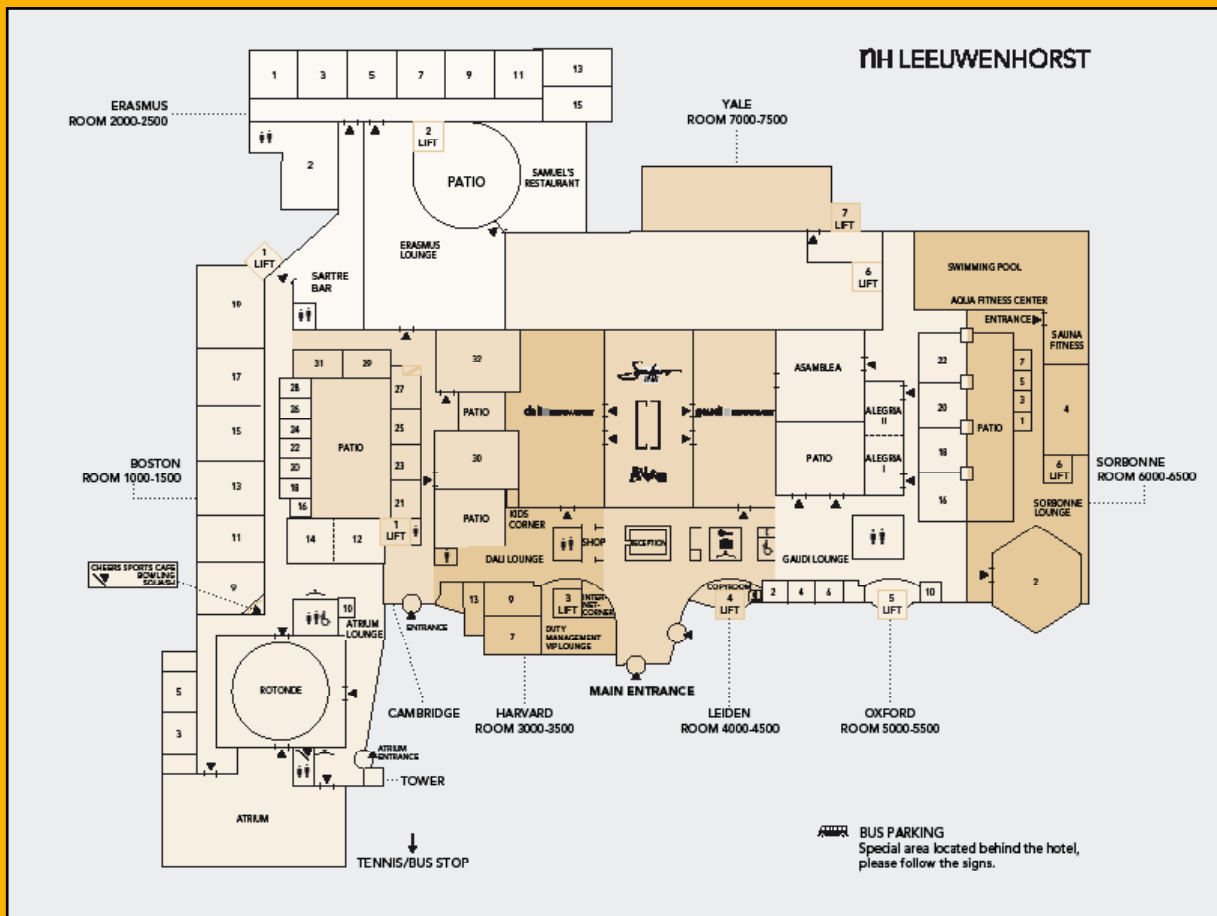 nH LEEUWENHORST
1
3
5
7
9
11
13
15
ERASMUS
ROOM 2000-2500
YALE
ROOM 7000-7500
2
LIFT
2
PATIO
SAMUEL'S
RESTAURANT
7
LIFT
ERASMUS
LOUNGE
1
LIFT
SARTRE
BAR
6
LIFT
SWIMMING POOL
AQUA FITNESS CENTER
ENTRANCE
SAUNA
FITNESS
19
17
15
13
11
9
31
29
28
26
24
22
20
18
16
PATIO
27
25
23
21
14
12
1
LIFT
32
PATIO
30
PATIO
ASAMBLEA
PATIO
ALEGRIA
II
ALEGRIA
I
22
20
18
16
PATIO
7
5
3
1
4
6
LIFT
BOSTON
ROOM 1000-1500
SORBONNE
ROOM 6000-6500
SORBONNE
LOUNGE
2
KIDS
CORNER
DALI LOUNGE
SHOP
RECEPTION
GAUDI LOUNGE
CHEERS SPORTS CAFE
BOWLING
SQUASH
10
ATRIUM
LOUNGE
ENTRANCE
13
9
7
3
LIFT
INTER-
NET-
CORNER
DUTY
MANAGEMENT
VIP LOUNGE
COPYROOM
4
LIFT
2
4
6
5
LIFT
10
MAIN ENTRANCE
ROTONDE
5
3
CAMBRIDGE
HARVARD
ROOM 3000-3500
LEIDEN
ROOM 4000-4500
OXFORD
ROOM 5000-5500
ATRIUM
ENTRANCE
TOWER
ATRIUM
TENNIS/BUS STOP
BUS PARKING
Special area located behind the hotel,
please follow the signs.